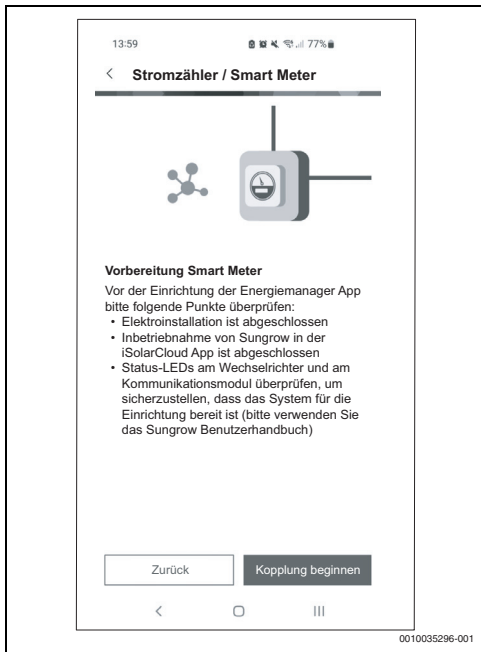 13:59
77%
Stromzähler / Smart Meter
Vorbereitung Smart Meter
Vor der Einrichtung der Energiemanager App
bitte folgende Punkte überprüfen:
• Elektroinstallation ist abgeschlossen
• Inbetriebnahme von Sungrow in der
iSolarCloud App ist abgeschlossen
• Status-LEDs am Wechselrichter und am
Kommunikationsmodul überprüfen, um
sicherzustellen, dass das System für die
Einrichtung bereit ist (bitte verwenden Sie
das Sungrow Benutzerhandbuch)
Zurück
Kopplung beginnen
0010035296-001